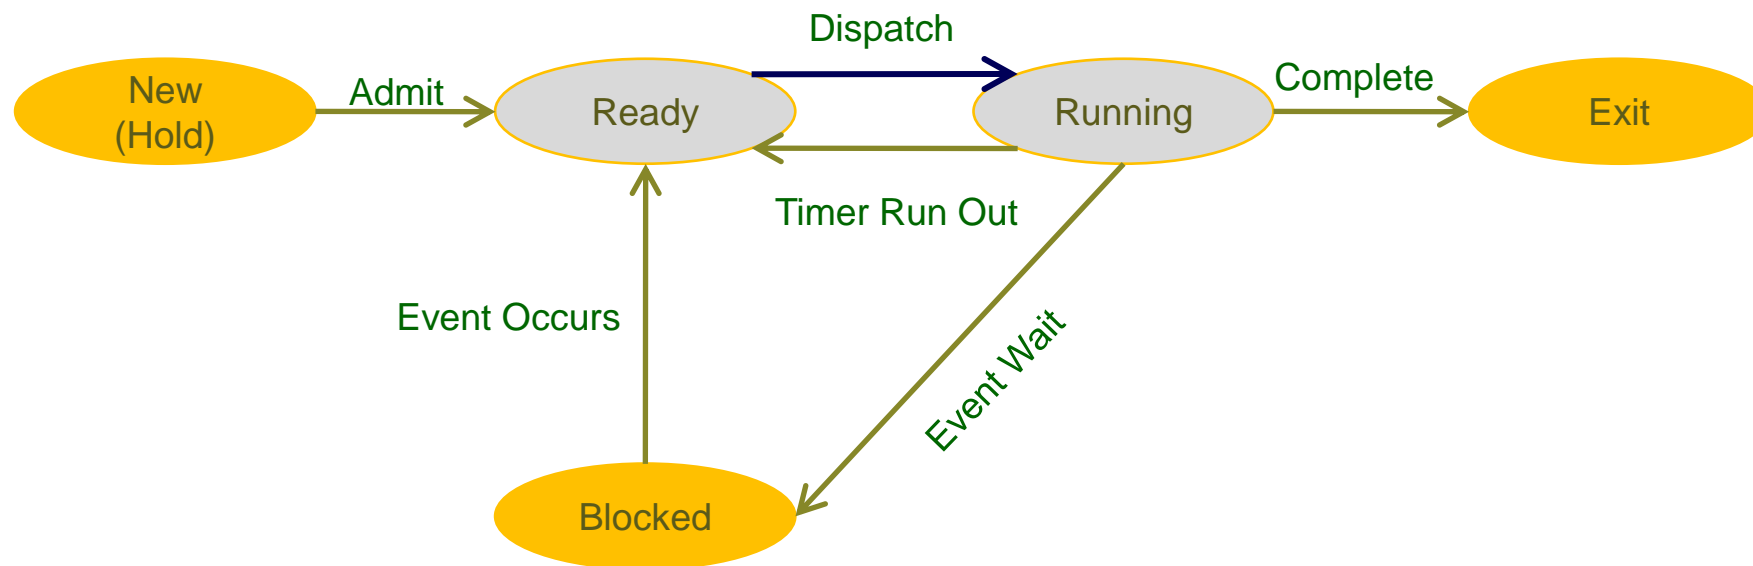 Dispatch
New
(Hold)
Admit
Ready
Running
Complete
Exit
Timer Run Out
Event Occurs
Event Wait
Blocked